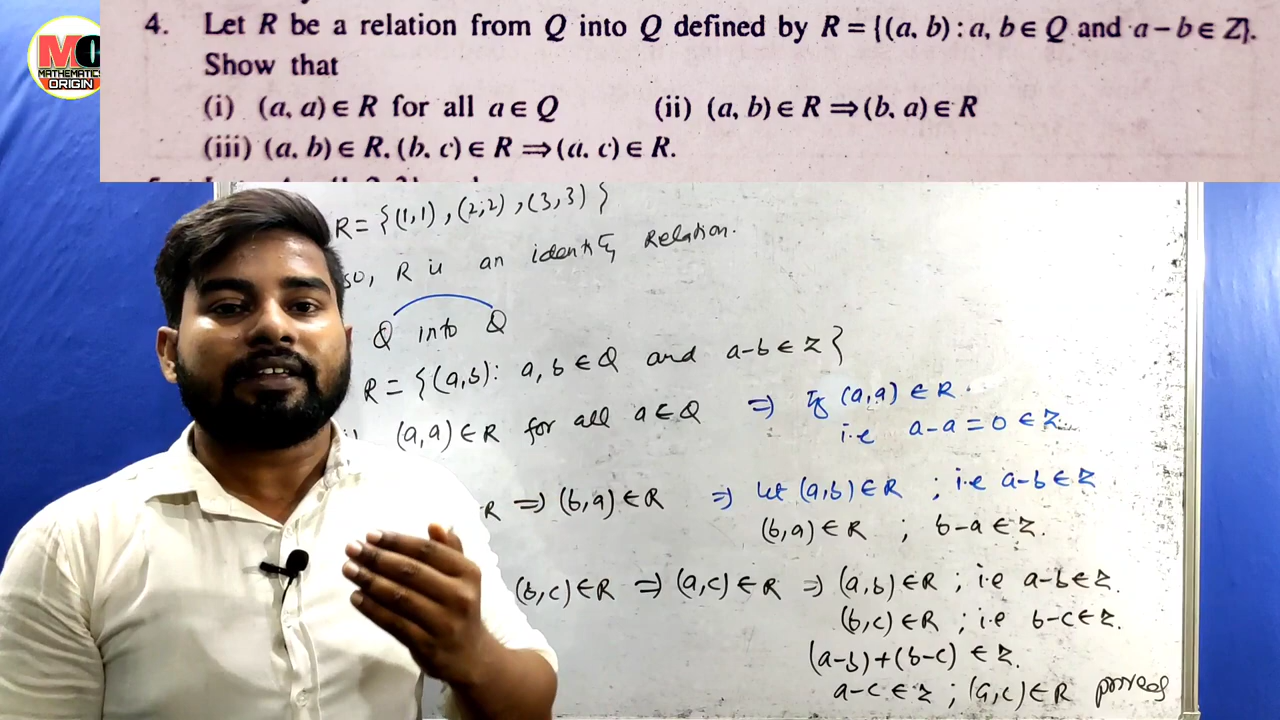 MO
MATHEMATICS
ORIGIN
4. Let R be a relation from Q into Q defined by R = {(a, b) : a, b ∈ Q and a – b ∈ Z}.
Show that
(i) (a, a) ∈ R for all a ∈ Q (ii) (a, b) ∈ R ⇒ (b, a) ∈ R
(iii) (a, b) ∈ R, (b, c) ∈ R ⇒ (a, c) ∈ R.
R = {(1,1), (2,2), (3,3)}
so, R is an identity Relation.
Q into Q
R = {(a,b): a, b ∈ Q and a-b ∈ Z}
(a,a) ∈ R for all a ∈ Q ⇒ If (a,a) ∈ R.
i.e a-a = 0 ∈ Z
R ⇒ (b,a) ∈ R ⇒ let (a,b) ∈ R ; i.e a-b ∈ Z
(b,a) ∈ R ; b-a ∈ Z.
(b,c) ∈ R ⇒ (a,c) ∈ R ⇒ (a,b) ∈ R ; i.e a-b ∈ Z.
(b,c) ∈ R ; i.e b-c ∈ Z.
(a-b)+(b-c) ∈ Z.
a-c ∈ Z ; (a,c) ∈ R proved